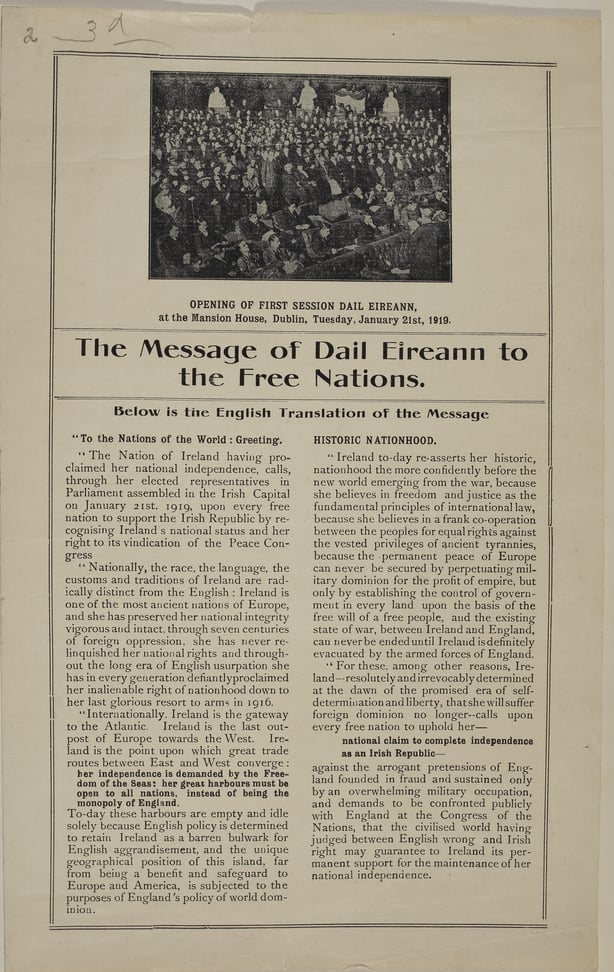 2 3d
OPENING OF FIRST SESSION DAIL EIREANN,
at the Mansion House, Dublin, Tuesday, January 21st, 1919.
The Message of Dail Eireann to
the Free Nations.
Below is the English Translation of the Message
"To the Nations of the World : Greeting.
"The Nation of Ireland having pro-
claimed her national independence, calls,
through her elected representatives in
Parliament assembled in the Irish Capital
on January 21st. 1919, upon every free
nation to support the Irish Republic by re-
cognising Ireland s national status and her
right to its vindication of the Peace Con-
gress
"Nationally, the race, the language, the
customs and traditions of Ireland are rad-
ically distinct from the English : Ireland is
one of the most ancient nations of Europe,
and she has preserved her national integrity
vigorous and intact, through seven centuries
of foreign oppression, she has never re-
linquished her national rights and through-
out the long era of English usurpation she
has in every generation defiantly proclaimed
her inalienable right of nationhood down to
her last glorious resort to arms in 1916.
"Internationally. Ireland is the gateway
to the Atlantic. Ireland is the last out-
post of Europe towards the West. Ire-
land is the point upon which great trade
routes between East and West converge :
her independence is demanded by the Free-
dom of the Seas: her great harbours must be
open to all nations, instead of being the
monopoly of England.
To-day these harbours are empty and idle
solely because English policy is determined
to retain Ireland as a barren bulwark for
English aggrandisement, and the unique
geographical position of this island, far
from being a benefit and safeguard to
Europe and America, is subjected to the
purposes of England's policy of world dom-
inion.
HISTORIC NATIONHOOD.
"Ireland to-day re-asserts her historic,
nationhood the more confidently before the
new world emerging from the war, because
she believes in freedom and justice as the
fundamental principles of international law,
because she believes in a frank co-operation
between the peoples for equal rights against
the vested privileges of ancient tyrannies,
because the permanent peace of Europe
can never be secured by perpetuating mil-
itary dominion for the profit of empire, but
only by establishing the control of govern-
ment in every land upon the basis of the
free will of a free people, and the existing
state of war, between Ireland and England,
can never be ended until Ireland is definitely
evacuated by the armed forces of England.
"For these, among other reasons, Ire-
land—resolutely and irrevocably determined
at the dawn of the promised era of self-
determination and liberty, that she will suffer
foreign dominion no longer—calls upon
every free nation to uphold her—
national claim to complete independence
as an Irish Republic—
against the arrogant pretensions of Eng-
land founded in fraud and sustained only
by an overwhelming military occupation,
and demands to be confronted publicly
with England at the Congress of the
Nations, that the civilised world having
judged between English wrong and Irish
right may guarantee to Ireland its per-
manent support for the maintenance of her
national independence.